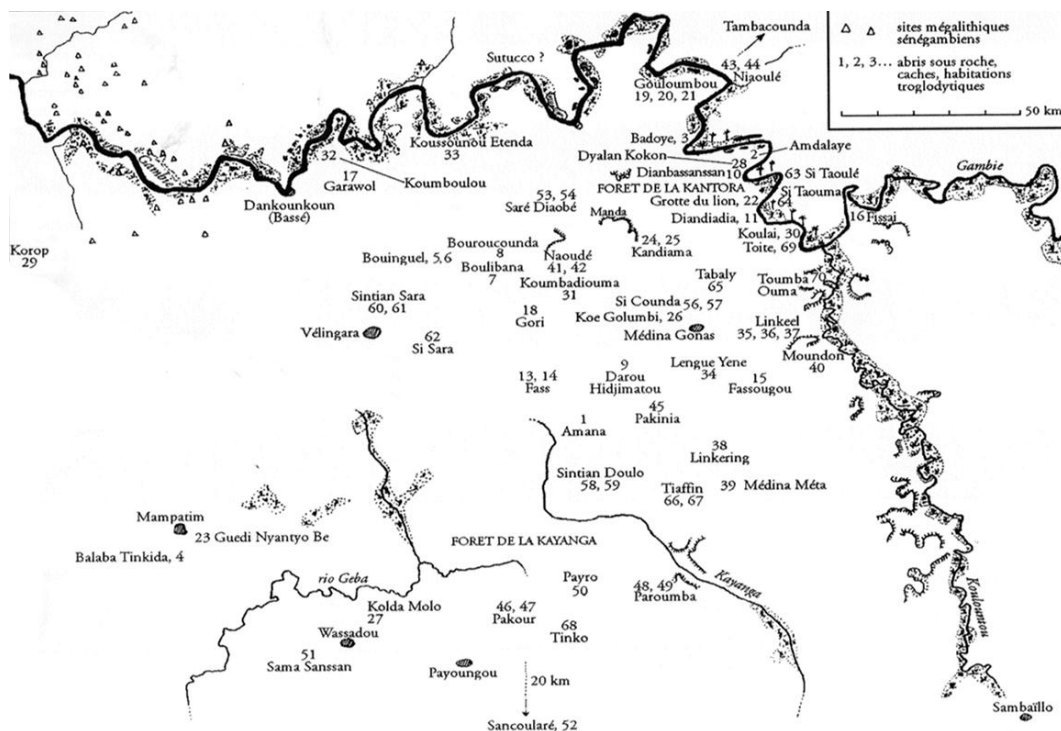 Tambacounda
sites mégalithiques
sénégambiens
1, 2, 3... abris sous roche,
caches, habitations
troglodytiques
50 km
Sutucco ?
43, 44
Niaoulé
Gouloumbou
19, 20, 21
Badoye, 3
2
Amdalaye
Koussounou Etenda
33
32
17
Garawol
Koumboulou
Dyalan Kokon
28
Dianbassanssan
10
63 Si Taoulé
Gambie
FORET DE LA KANTORA
Si Taouma
64
Grotte du lion, 22
53, 54
Saré Diaobé
Dankounkoun
(Bassé)
Manda
Diandiadia, 11
16
Fissai
Koulai, 30
Toite, 69
24, 25
Kandiama
Korop
29
Bouroucounda
8
Bouinguel, 5,6
Boulibana
7
Naoudé
41, 42
Koumbadiouma
31
Tabaly
65
Toumba
Ouma
70
Sintian Sara
60, 61
Si Counda
56, 57
18
Gori
Koe Golumbi, 26
Linkeel
35, 36, 37
Vélingara
62
Si Sara
Médina Gonas
Moundon
40
9
Darou
Hidjimatou
Lengue Yene
34
15
Fassougou
13, 14
Fass
45
Pakinia
1
Amana
38
Linkering
Sintian Doulo
58, 59
Tiaffin
66, 67
39
Médina Méta
Mampatim
23 Guedi Nyantyo Be
Balaba Tinkida, 4
FORET DE LA KAYANGA
rio Geba
Payro
50
48, 49
Paroumba
Kayanga
Koulountou
Kolda Molo
27
46, 47
Pakour
68
Tinko
Wassadou
51
Sama Sanssan
Payoungou
20 km
Sambaïllo
Sancoularé, 52